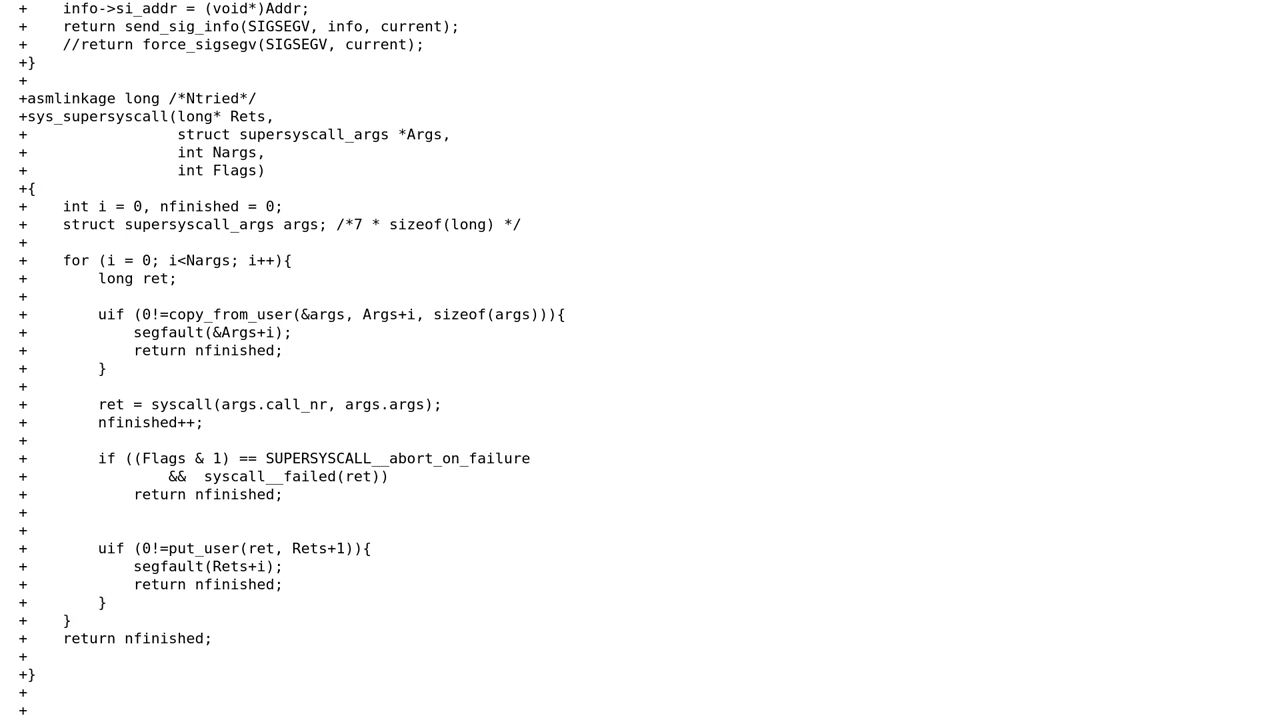 +    info->si_addr = (void*)Addr;
+    return send_sig_info(SIGSEGV, info, current);
+    //return force_sigsegv(SIGSEGV, current);
+}
+
+asmlinkage long /*Ntried*/
+sys_supersyscall(long* Rets,
+                 struct supersyscall_args *Args,
+                 int Nargs,
+                 int Flags)
+{
+    int i = 0, nfinished = 0;
+    struct supersyscall_args args; /*7 * sizeof(long) */
+
+    for (i = 0; i<Nargs; i++){
+        long ret;
+
+        uif (0!=copy_from_user(&args, Args+i, sizeof(args))){
+            segfault(&Args+i);
+            return nfinished;
+        }
+
+        ret = syscall(args.call_nr, args.args);
+        nfinished++;
+
+        if ((Flags & 1) == SUPERSYSCALL__abort_on_failure
+                &&  syscall__failed(ret))
+            return nfinished;
+
+
+        uif (0!=put_user(ret, Rets+1)){
+            segfault(Rets+i);
+            return nfinished;
+        }
+    }
+    return nfinished;
+
+}
+
+